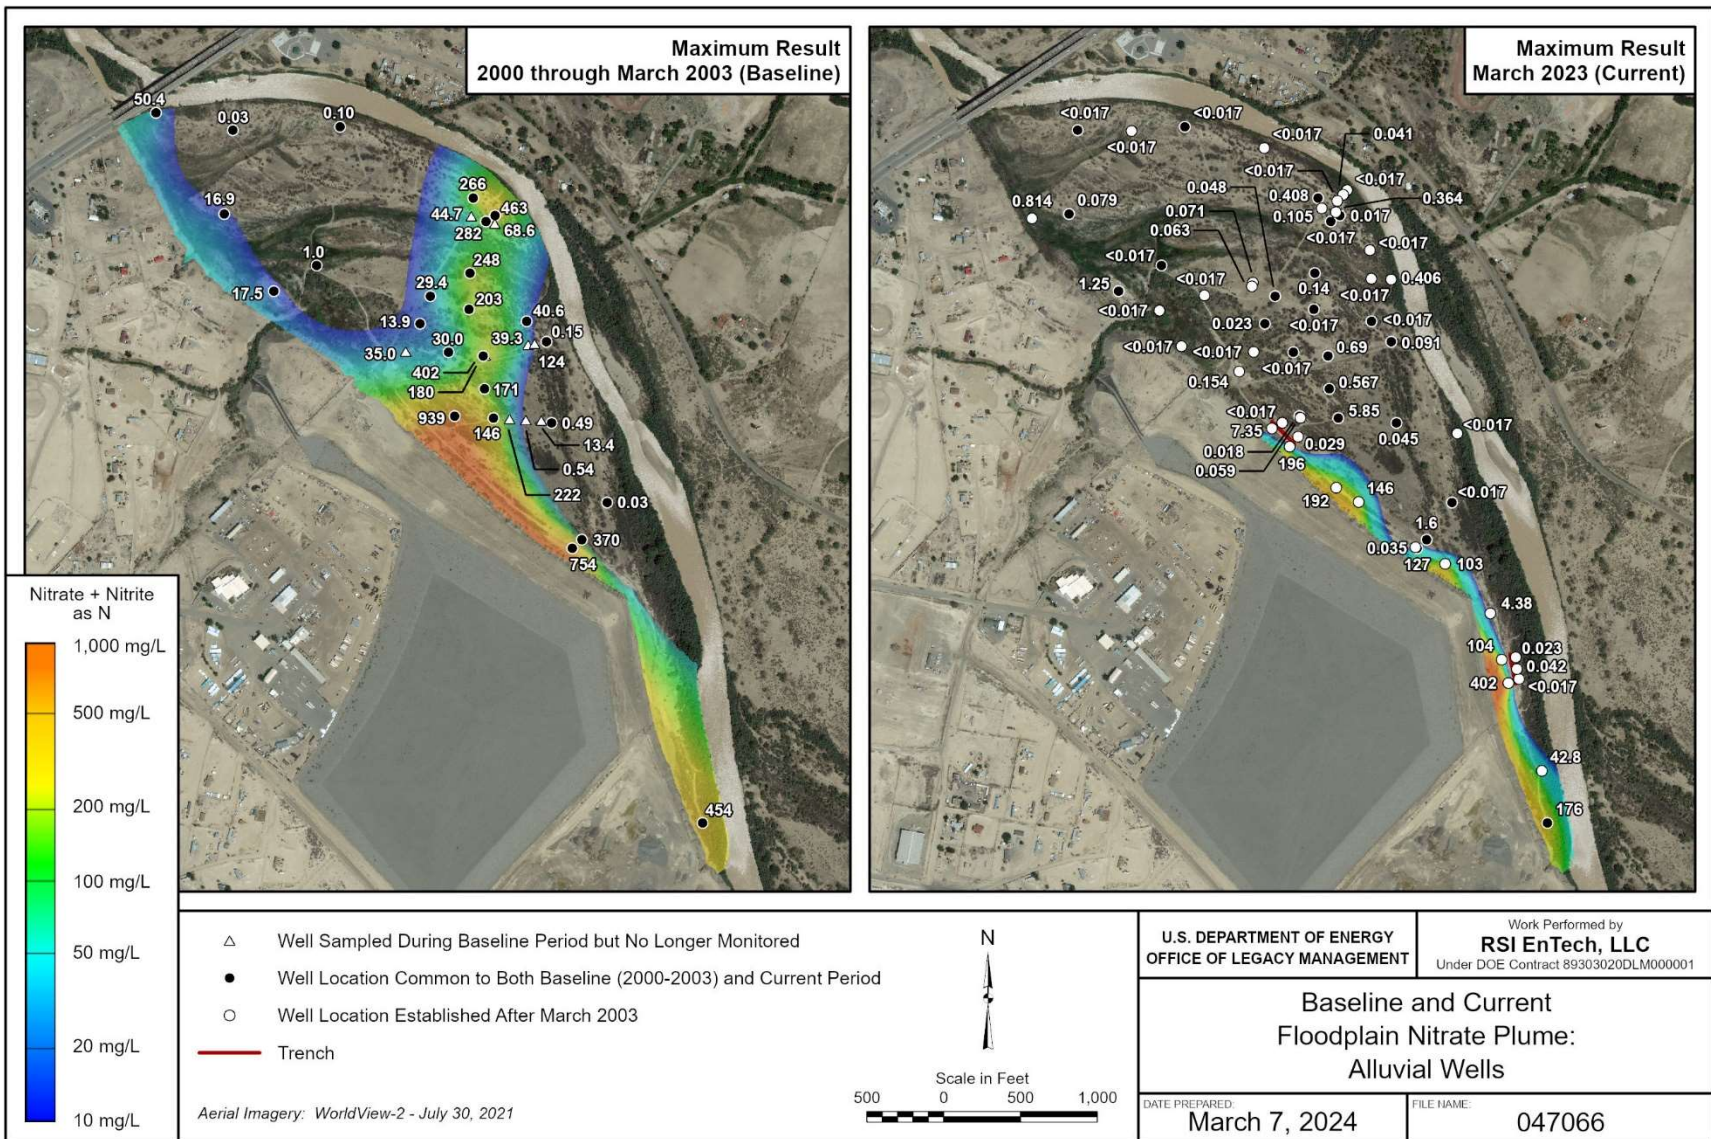 Maximum Result
2000 through March 2003 (Baseline)
50.4
0.03
0.10
16.9
266
44.7
463
282
68.6
1.0
248
17.5
29.4
203
13.9
40.6
30.0
39.3
0.15
35.0
124
402
180
171
939
146
0.49
13.4
0.54
222
0.03
370
754
454
Maximum Result
March 2023 (Current)
<0.017
<0.017
<0.017
<0.017
0.041
<0.017
<0.017
0.048
0.408
0.364
0.814
0.079
0.071
0.105
0.017
0.063
<0.017
<0.017
<0.017
1.25
<0.017
0.14
<0.017
0.406
<0.017
0.023
<0.017
<0.017
<0.017
<0.017
0.69
0.091
0.154
<0.017
0.567
<0.017
5.85
<0.017
7.35
0.029
0.045
0.018
196
0.059
192
146
<0.017
1.6
0.035
127
103
4.38
104
0.023
0.042
402
<0.017
42.8
176
Nitrate + Nitrite
as N
1,000 mg/L
500 mg/L
200 mg/L
100 mg/L
50 mg/L
20 mg/L
10 mg/L
Well Sampled During Baseline Period but No Longer Monitored
Well Location Common to Both Baseline (2000-2003) and Current Period
Well Location Established After March 2003
Trench
Aerial Imagery: WorldView-2 - July 30, 2021
N
Scale in Feet
500 0 500 1,000
U.S. DEPARTMENT OF ENERGY
OFFICE OF LEGACY MANAGEMENT
Work Performed by
RSI EnTech, LLC
Under DOE Contract 89303020DLM000001
Baseline and Current
Floodplain Nitrate Plume:
Alluvial Wells
DATE PREPARED:
March 7, 2024
FILE NAME:
047066